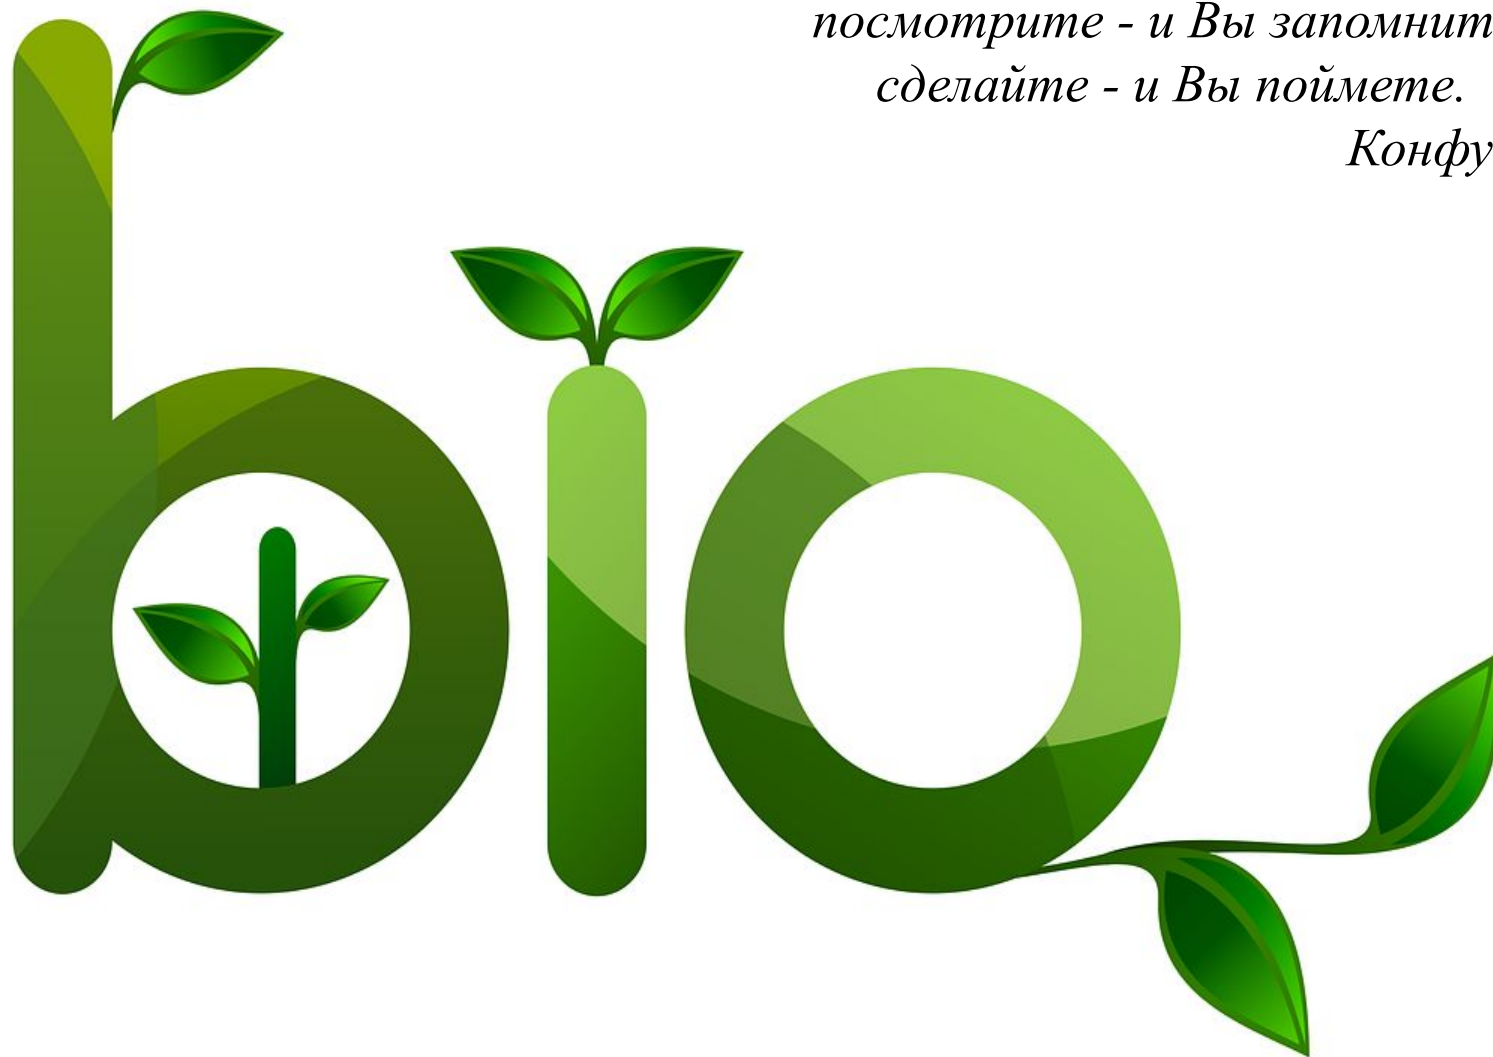 посмотрите - и Вы запомнит
сделайте - и Вы поймете.
Конфу
bio